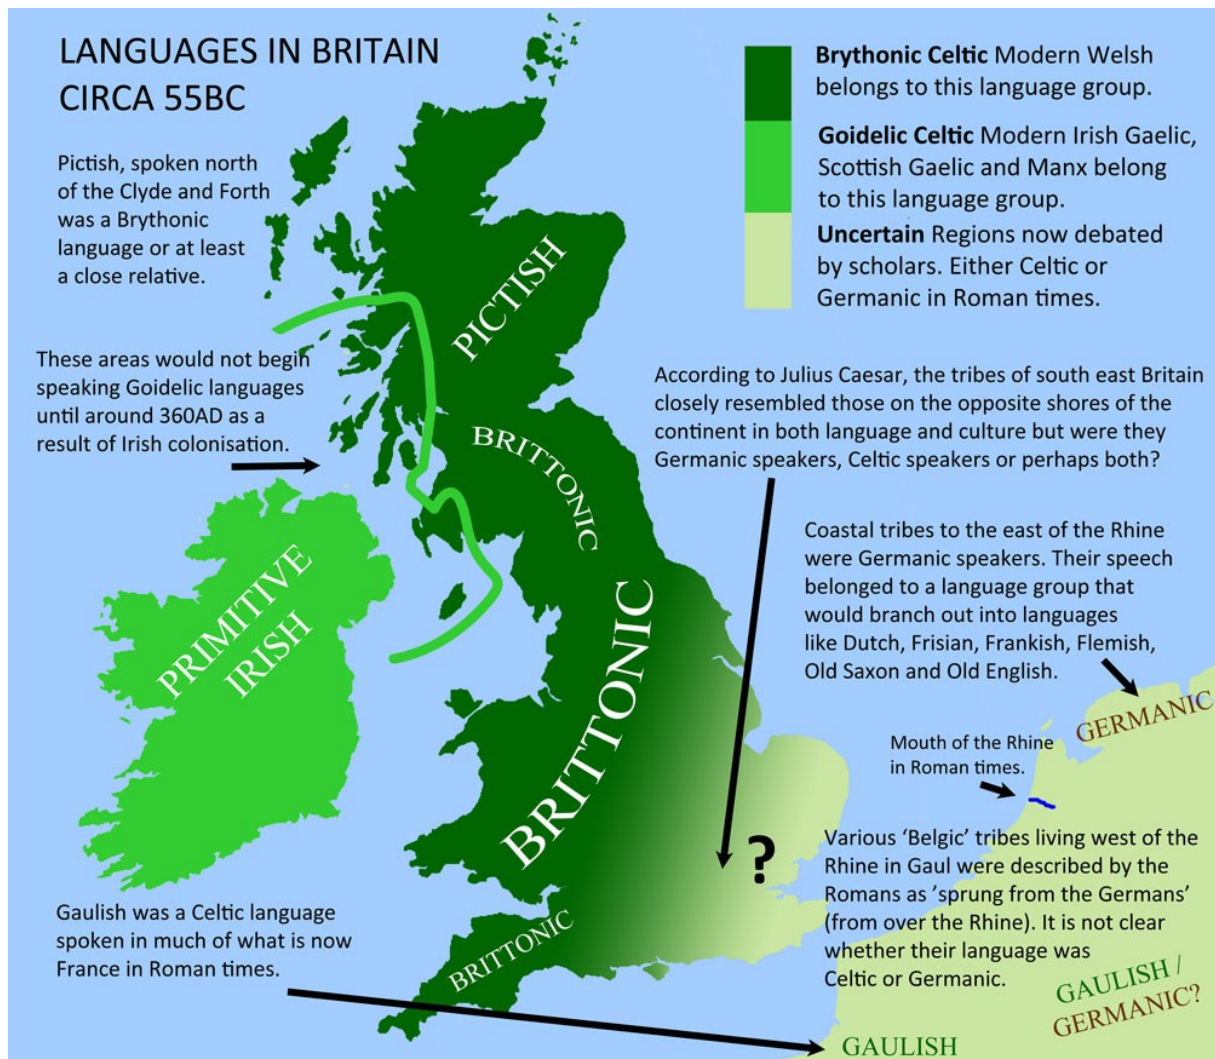 LANGUAGES IN BRITAIN
CIRCA 55BC
Pictish, spoken north
of the Clyde and Forth
was a Brythonic
language or at least
a close relative.
Brythonic Celtic Modern Welsh
belongs to this language group.
Goidelic Celtic Modern Irish Gaelic,
Scottish Gaelic and Manx belong
to this language group.
Uncertain Regions now debated
by scholars. Either Celtic or
Germanic in Roman times.
These areas would not begin
speaking Goidelic languages
until around 360AD as a
result of Irish colonisation.
According to Julius Caesar, the tribes of south east Britain
closely resembled those on the opposite shores of the
continent in both language and culture but were they
Germanic speakers, Celtic speakers or perhaps both?
Coastal tribes to the east of the Rhine
were Germanic speakers. Their speech
belonged to a language group that
would branch out into languages
like Dutch, Frisian, Frankish, Flemish,
Old Saxon and Old English.
PICTISH
BRITTONIC
PRIMITIVE
IRISH
BRITTONIC
GERMANIC
Mouth of the Rhine
in Roman times.
?
Various ‘Belgic’ tribes living west of the
Rhine in Gaul were described by the
Romans as ’sprung from the Germans’
(from over the Rhine). It is not clear
whether their language was
Celtic or Germanic.
Gaulish was a Celtic language
spoken in much of what is now
France in Roman times.
BRITTONIC
GAULISH /
GERMANIC?
GAULISH